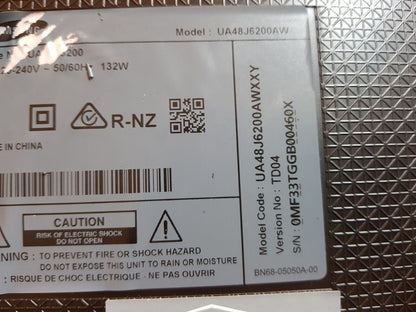 Model : UA48J6200AW
UA48J6200
-240V~ 50/60Hz 132W
R-NZ
E IN CHINA
CAUTION
RISK OF ELECTRIC SHOCK
DO NOT OPEN
WARNING : TO PREVENT FIRE OR SHOCK HAZARD
DO NOT EXPOSE THIS UNIT TO RAIN OR MOISTURE
: RISQUE DE CHOC ELECTRIQUE - NE PAS OUVRIR
Model Code : UA48J6200AWXXY
Version No : TD04
S/N : 0MF33TGGB00460X
BN68-05050A-00